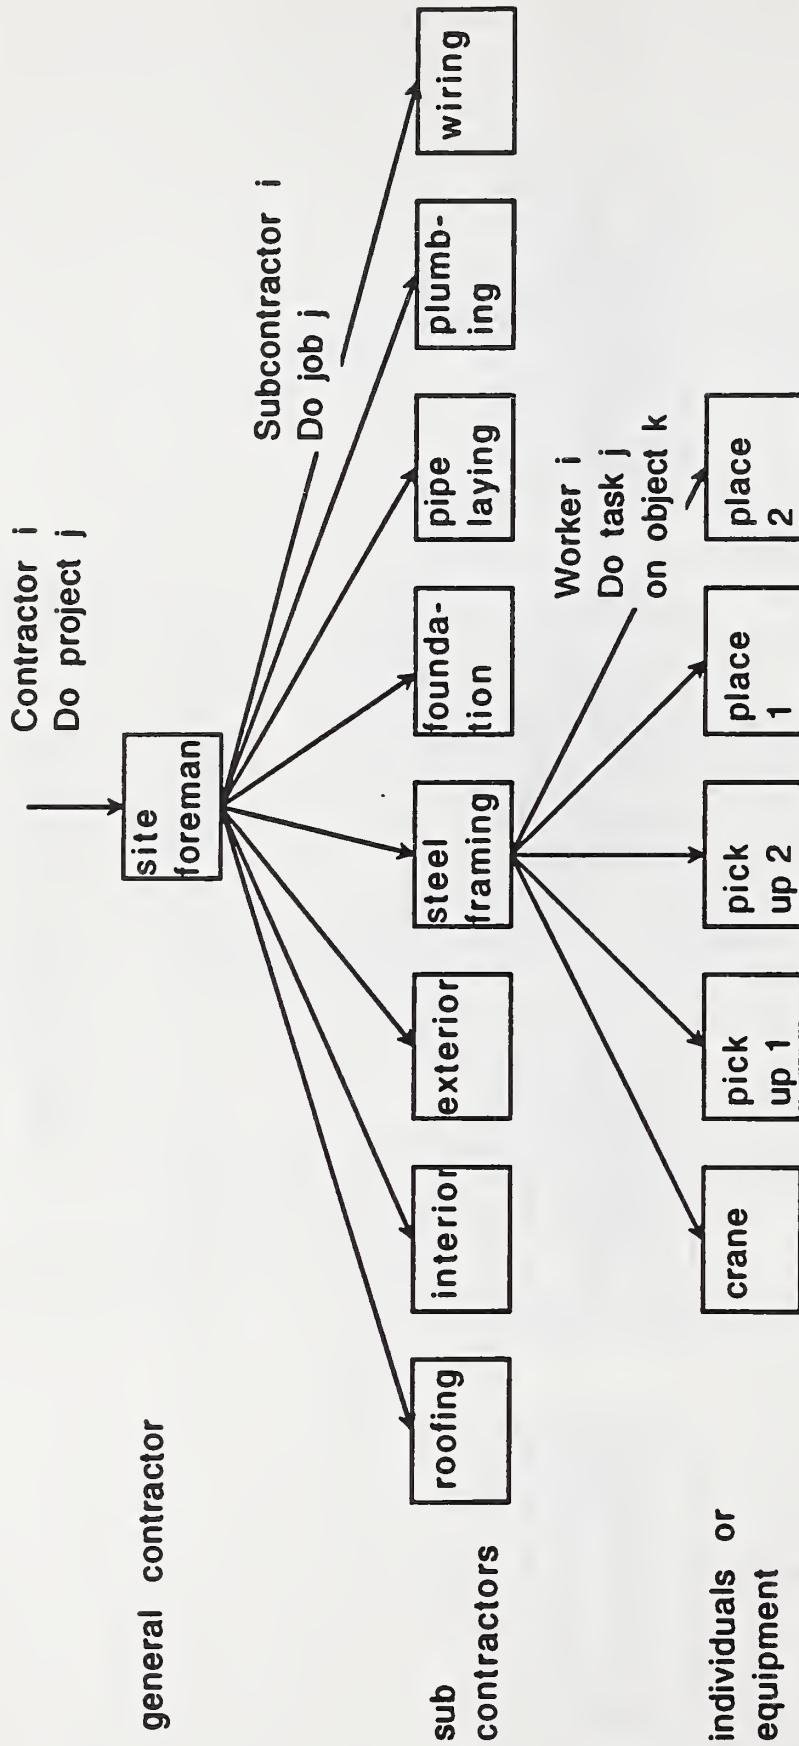 Contractor i
Do project j
general contractor
site
foreman
Subcontractor i
Do job j
sub
contractors
roofing
interior
exterior
steel
framing
founda-
tion
pipe
laying
plumb-
ing
wiring
Worker i
Do task j
on object k
individuals or
equipment
crane
pick
up 1
pick
up 2
place
1
place
2